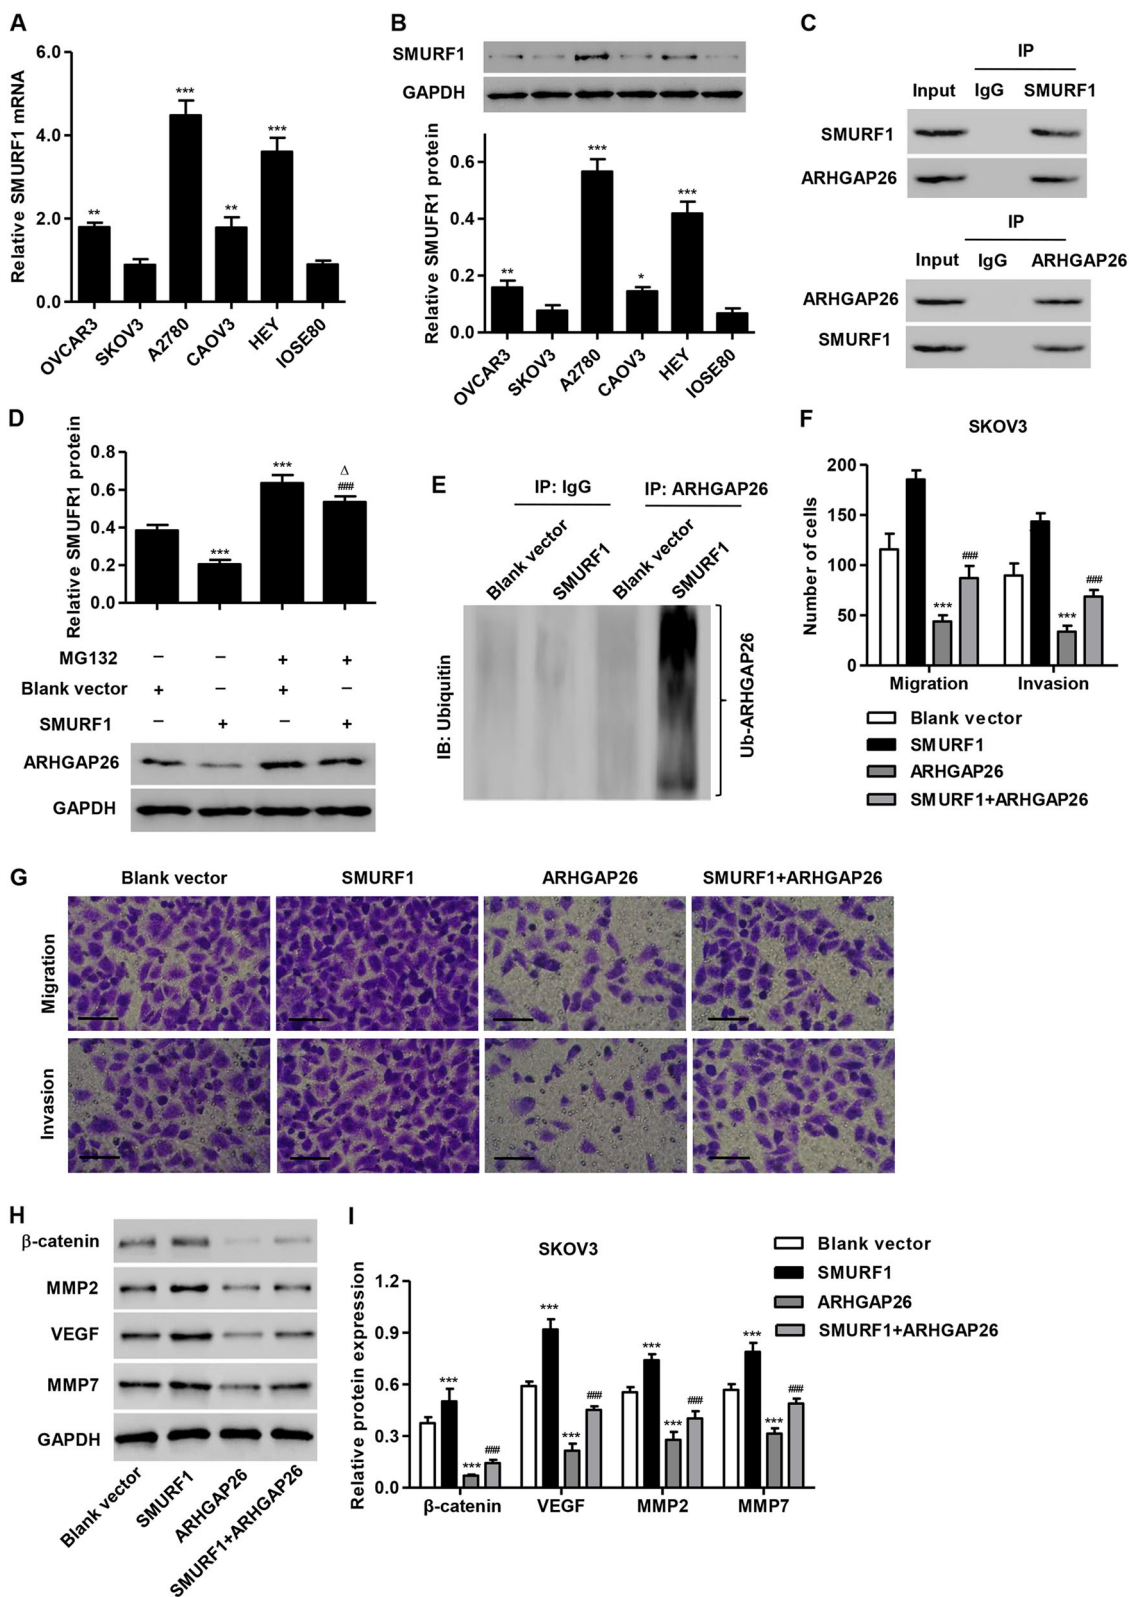 A
Relative SMURF1 mRNA
6.0
4.0
2.0
0.0
**
***
**
***
OVCAR3
SKOV3
A2780
CAOV3
HEY
IOSE80
B
SMURF1
GAPDH
Relative SMUFR1 protein
0.6
0.4
0.2
0.0
**
***
*
***
OVCAR3
SKOV3
A2780
CAOV3
HEY
IOSE80
C
IP
Input IgG SMURF1
SMURF1
ARHGAP26
IP
Input IgG ARHGAP26
ARHGAP26
SMURF1
D
Relative SMUFR1 protein
0.8
0.6
0.4
0.2
0.0
***
***
Δ
###
MG132 – – + +
Blank vector + – + –
SMURF1 – + – +
ARHGAP26
GAPDH
E
IP: IgG IP: ARHGAP26
Blank vector
SMURF1
Blank vector
SMURF1
IB: Ubiquitin
Ub-ARHGAP26
F
SKOV3
Number of cells
200
150
100
50
0
***
###
***
###
Migration Invasion
Blank vector
SMURF1
ARHGAP26
SMURF1+ARHGAP26
G
Blank vector SMURF1 ARHGAP26 SMURF1+ARHGAP26
Migration
Invasion
H
β-catenin
MMP2
VEGF
MMP7
GAPDH
Blank vector
SMURF1
ARHGAP26
SMURF1+ARHGAP26
I
SKOV3
Relative protein expression
1.2
0.9
0.6
0.3
0.0
***
***
###
***
***
###
***
***
###
***
***
###
β-catenin VEGF MMP2 MMP7
Blank vector
SMURF1
ARHGAP26
SMURF1+ARHGAP26